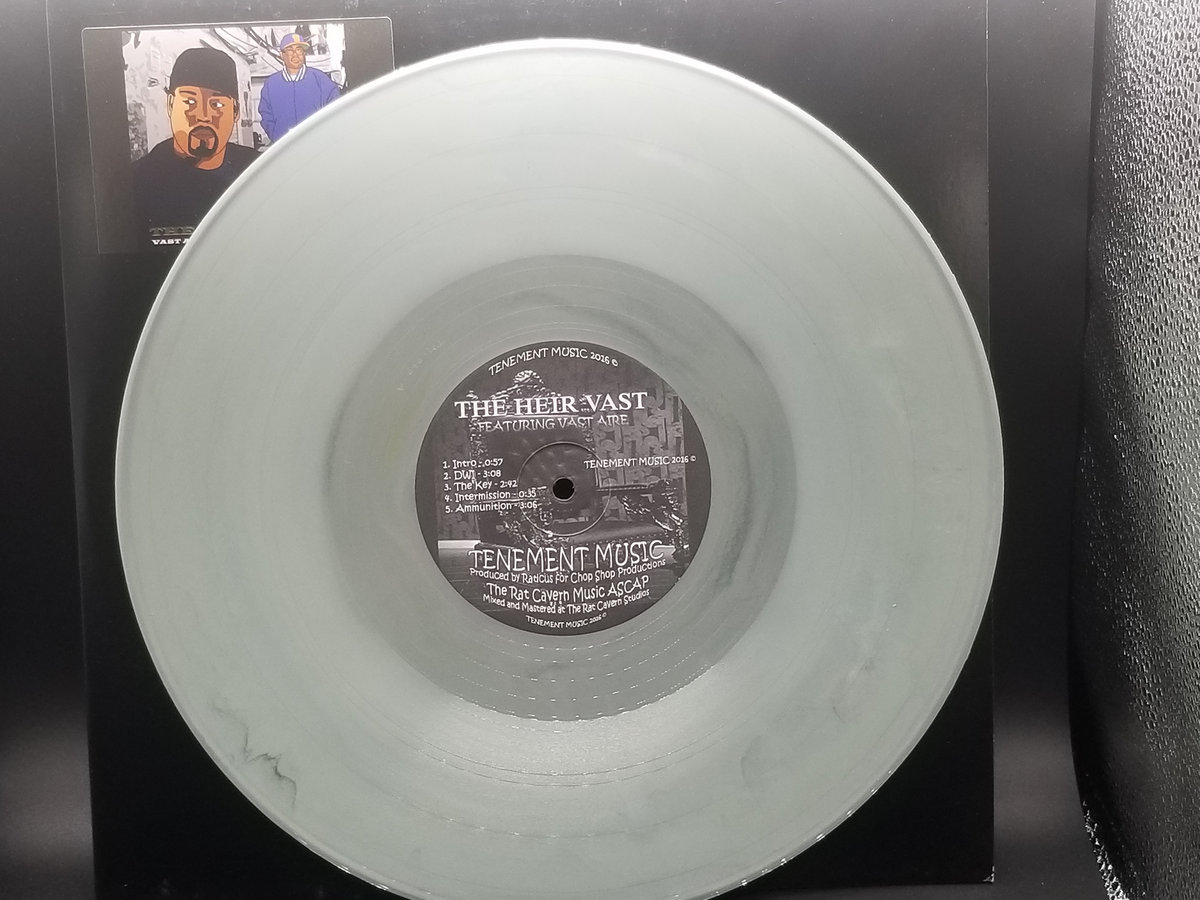 THE
VAST A
TENEMENT MUSIC 2016 ©
THE HEIR VAST
FEATURING VAST AIRE
1. Intro - 0:57
2. DWI - 3:08
3. The Key - 2:42
4. Intermission - 0:35
5. Ammunition - 3:06
TENEMENT MUSIC 2016 ©
TENEMENT MUSIC
Produced by Raticus for Chop Shop Productions
The Rat Cavern Music ASCAP
Mixed and Mastered at The Rat Cavern Studios
TENEMENT MUSIC 2016 ©